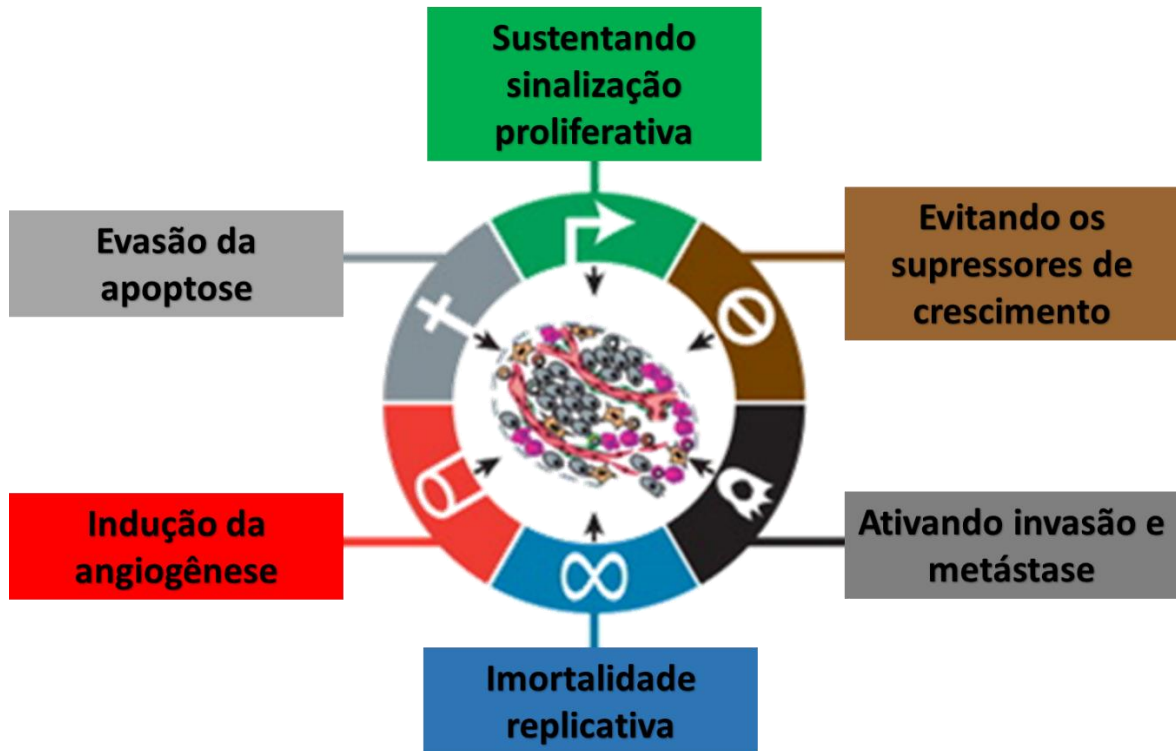 Sustentando
sinalização
proliferativa
Evasão da
apoptose
Evitando os
supressores de
crescimento
Indução da
angiogênese
Ativando invasão e
metástase
Imortalidade
replicativa